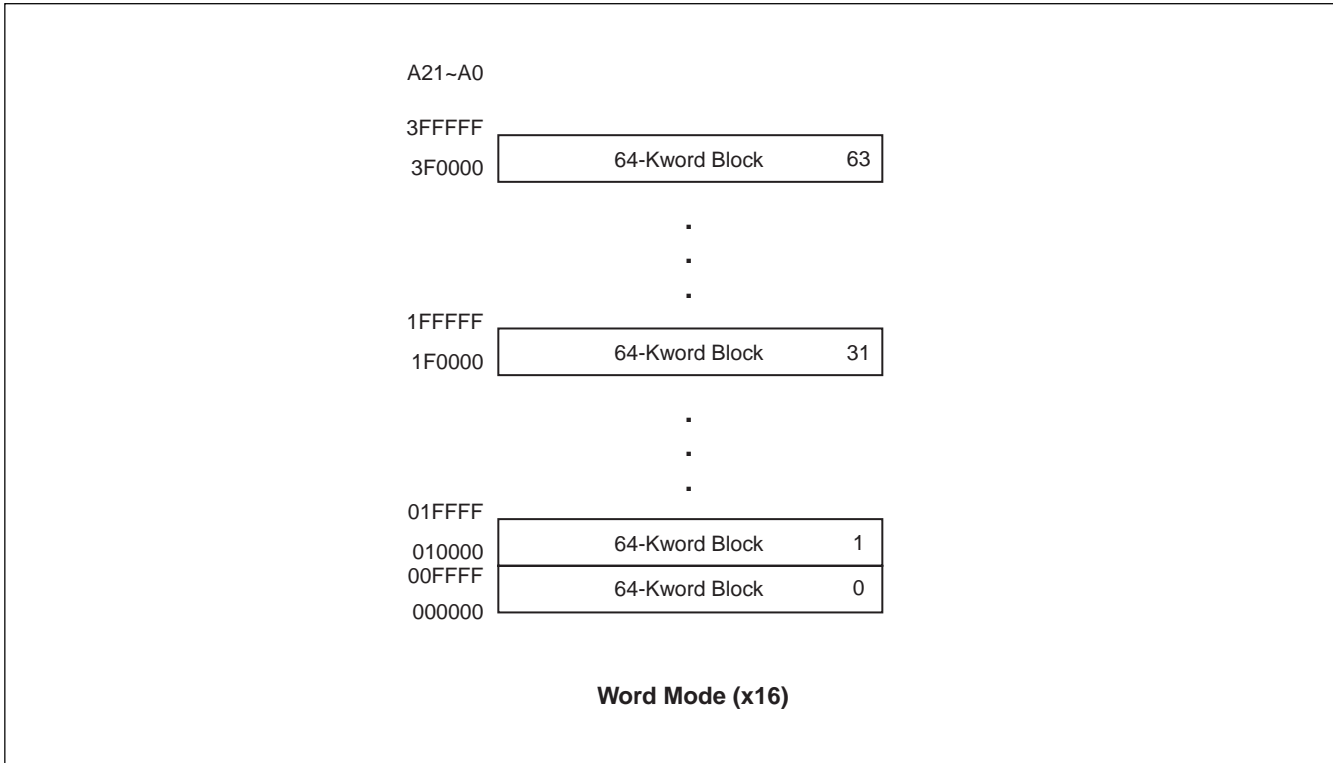 A21~A0
3FFFFF
64-Kword Block 63
3F0000
.
.
.
1FFFFF
64-Kword Block 31
1F0000
.
.
.
01FFFF
64-Kword Block 1
010000
00FFFF
64-Kword Block 0
000000
Word Mode (x16)